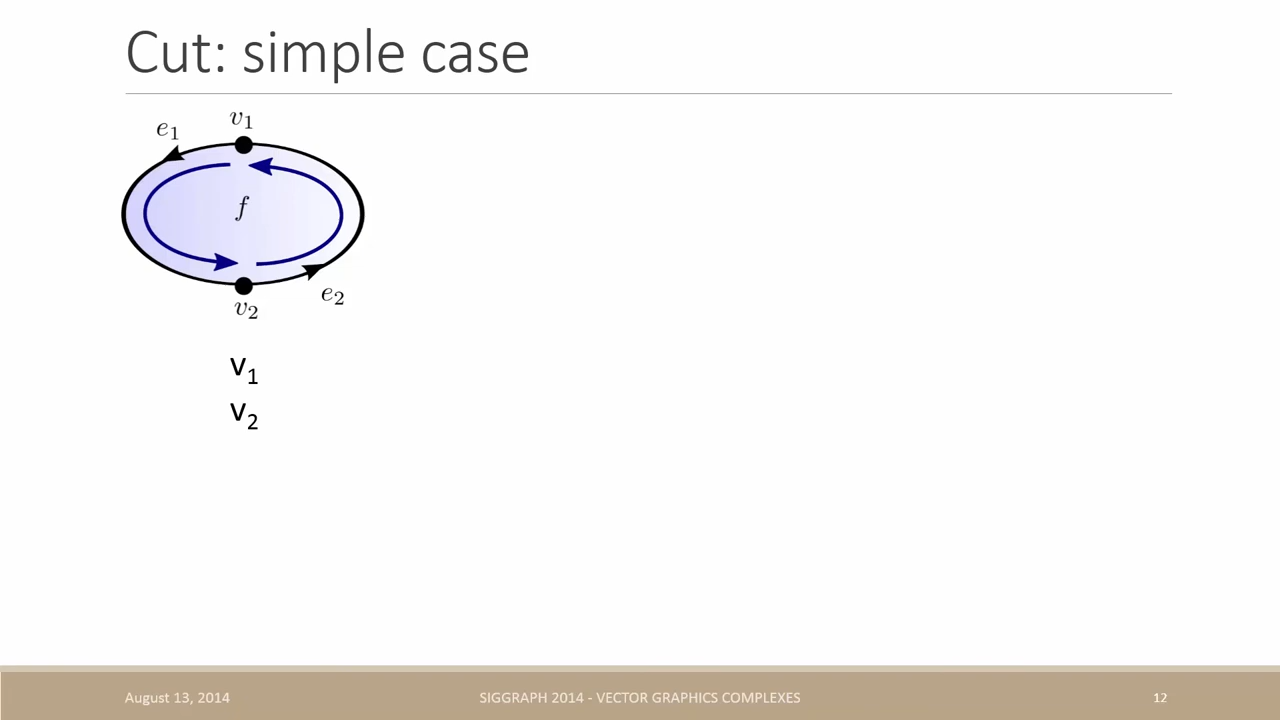 Cut: simple case
v₁
e₁
f
e₂
v₂
v₁
v₂
August 13, 2014
SIGGRAPH 2014 - VECTOR GRAPHICS COMPLEXES
12